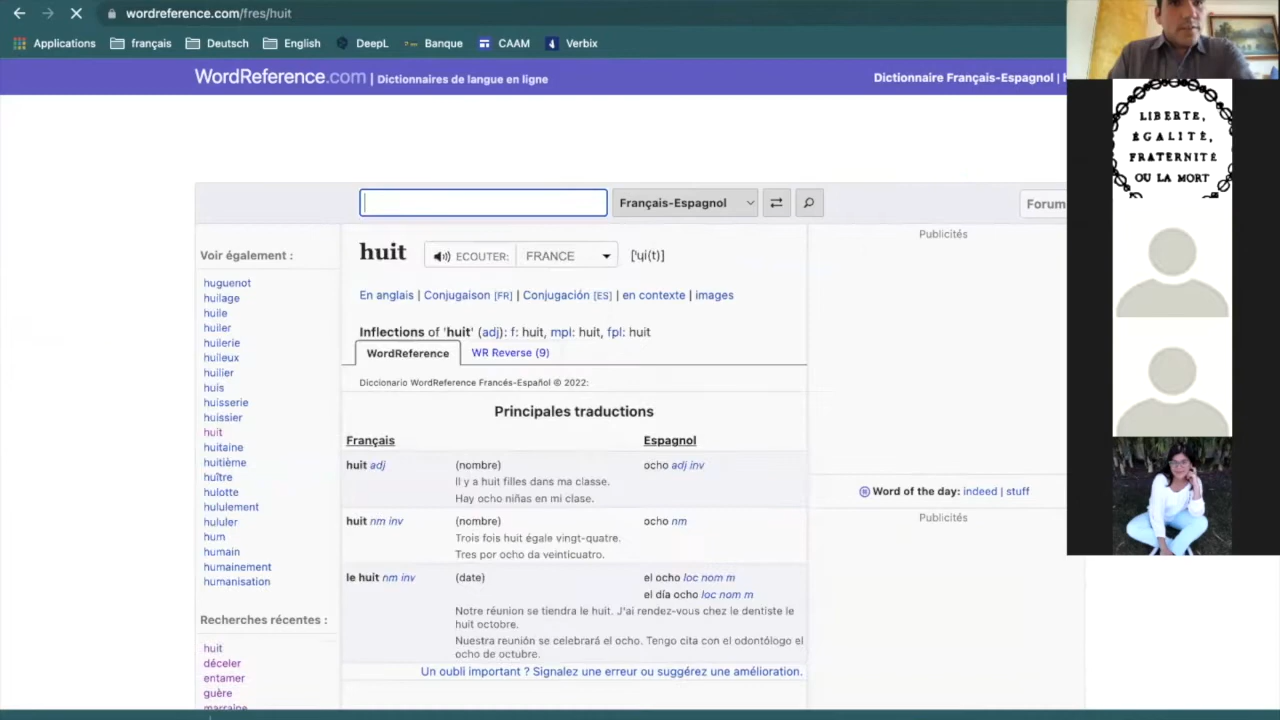 wordreference.com/fres/huit
Applications français Deutsch English DeepL Banque CAAM Verbix
WordReference.com | Dictionnaires de langue en ligne
Dictionnaire Français-Espagnol |
LIBERTE,
ÉGALITÉ,
FRATERNITÉ
OU LA MORT
Français-Espagnol
Forum
Voir également :
huguenot
huilage
huile
huiler
huilerie
huileux
huilier
huis
huisserie
huissier
huit
huitaine
huitième
huître
hulotte
hululement
hululer
hum
humain
humainement
humanisation
Recherches récentes :
huit
déceler
entamer
guère
marraine
huit ECOUTER: FRANCE ['ɥi(t)]
En anglais | Conjugaison [FR] | Conjugación [ES] | en contexte | images
Inflections of 'huit' (adj): f: huit, mpl: huit, fpl: huit
WordReference WR Reverse (9)
Diccionario WordReference Francés-Español © 2022:
Principales traductions
Français Espagnol
huit adj (nombre) ocho adj inv
Il y a huit filles dans ma classe.
Hay ocho niñas en mi clase.
huit nm inv (nombre) ocho nm
Trois fois huit égale vingt-quatre.
Tres por ocho da veinticuatro.
le huit nm inv (date) el ocho loc nom m
el día ocho loc nom m
Notre réunion se tiendra le huit. J'ai rendez-vous chez le dentiste le
huit octobre.
Nuestra reunión se celebrará el ocho. Tengo cita con el odontólogo el
ocho de octubre.
Un oubli important ? Signalez une erreur ou suggérez une amélioration.
Publicités
Word of the day: indeed | stuff
Publicités